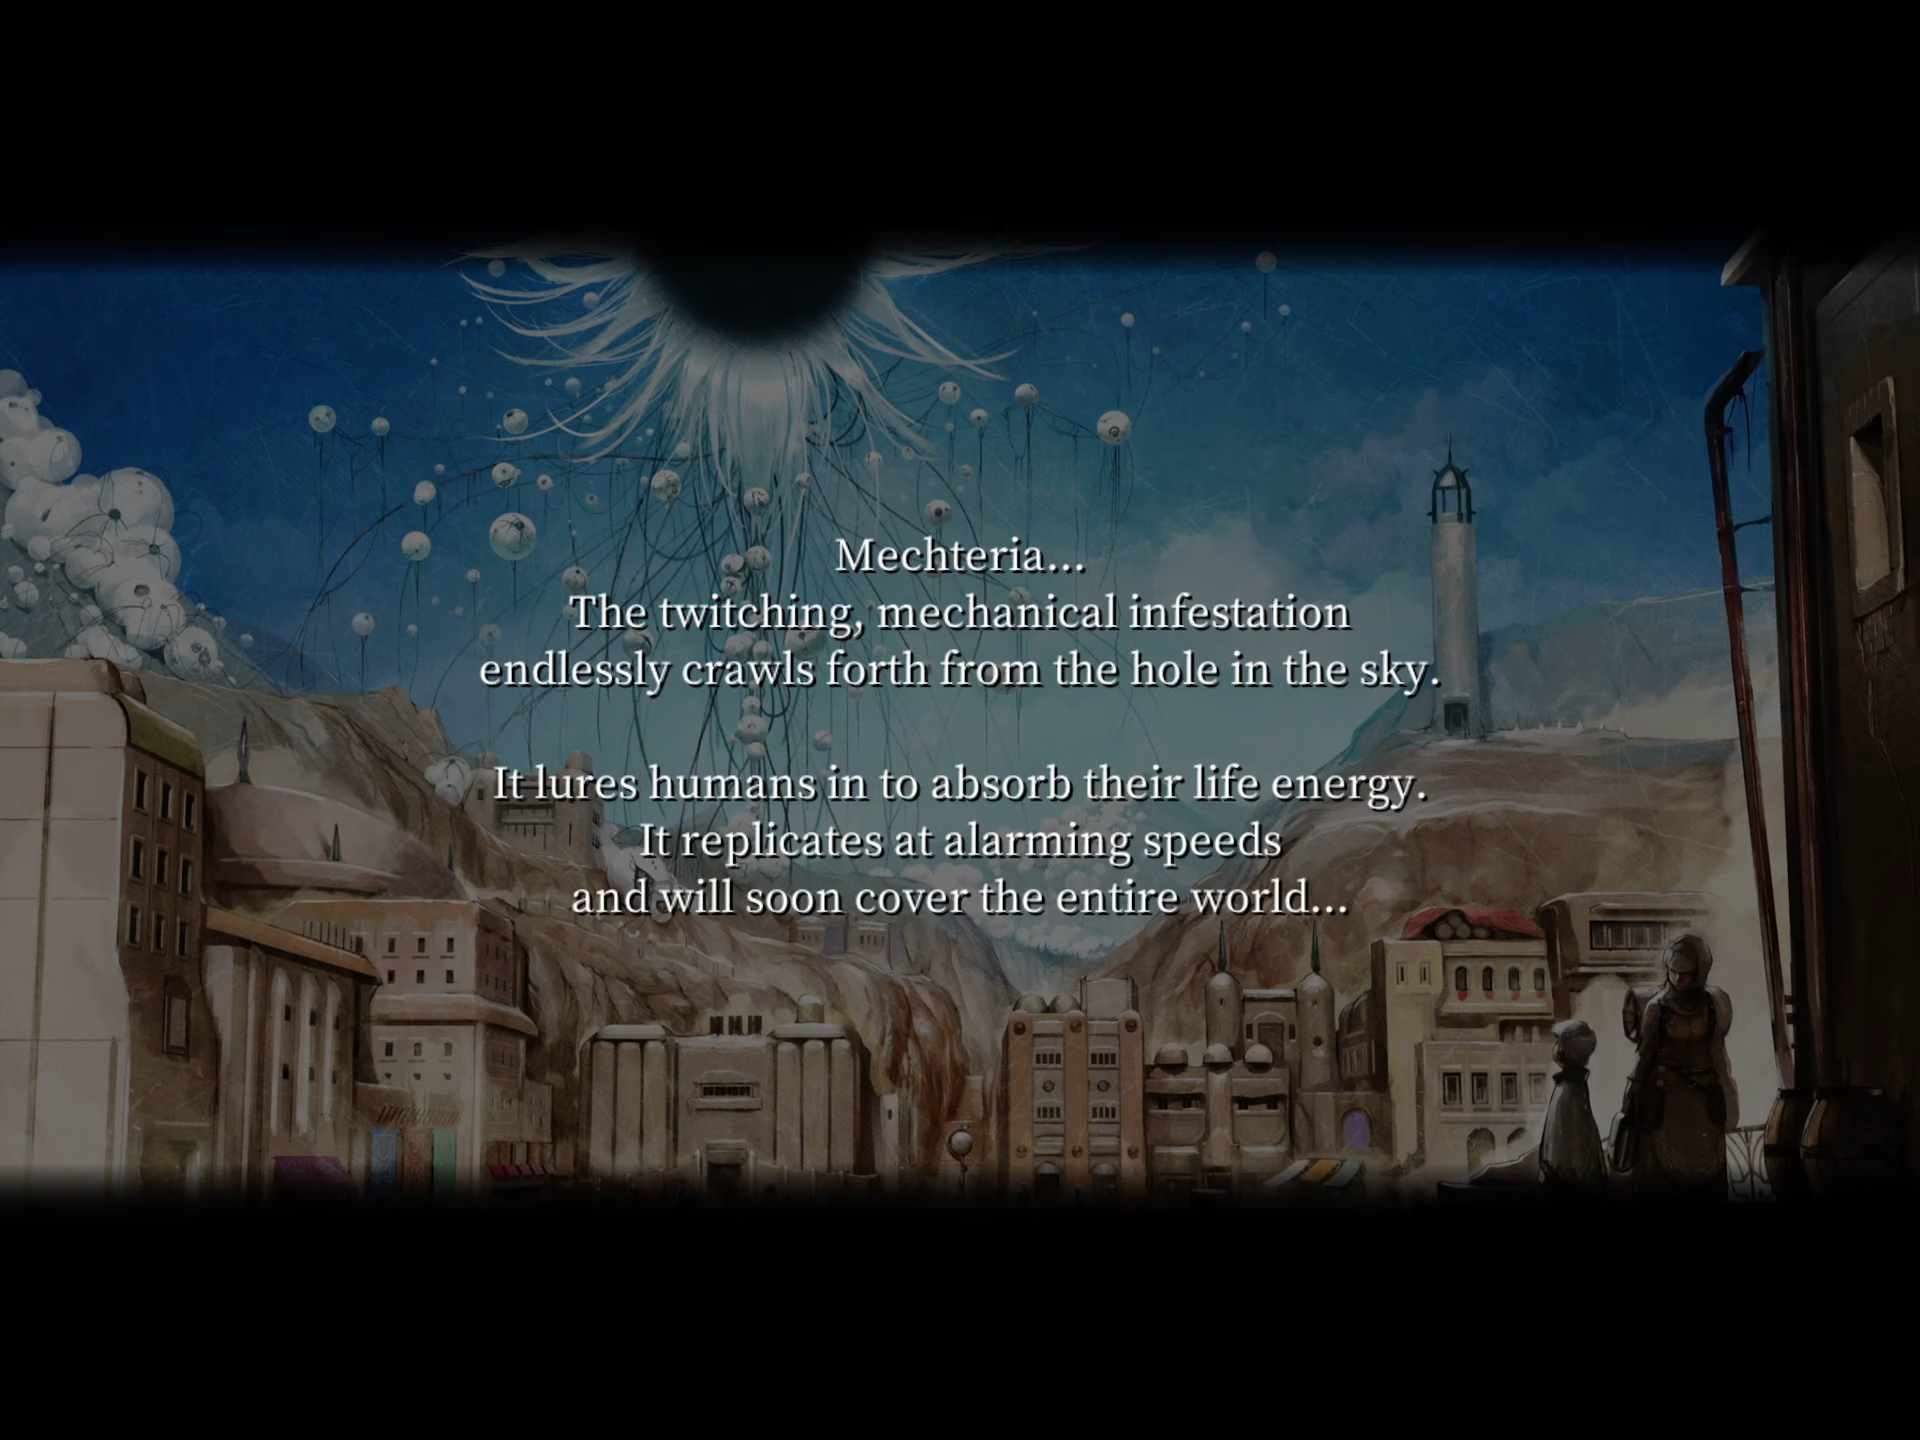 Mechteria...
The twitching, mechanical infestation
endlessly crawls forth from the hole in the sky.
It lures humans in to absorb their life energy.
It replicates at alarming speeds
and will soon cover the entire world...